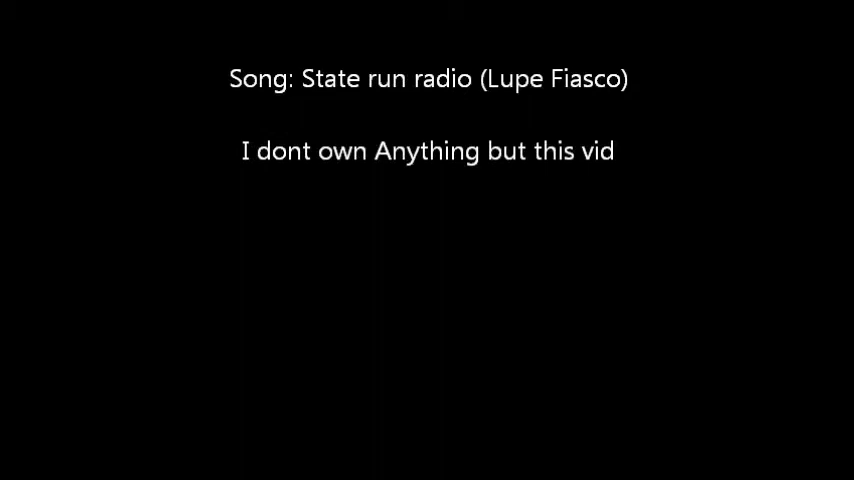 Song: State run radio (Lupe Fiasco)
I dont own Anything but this vid